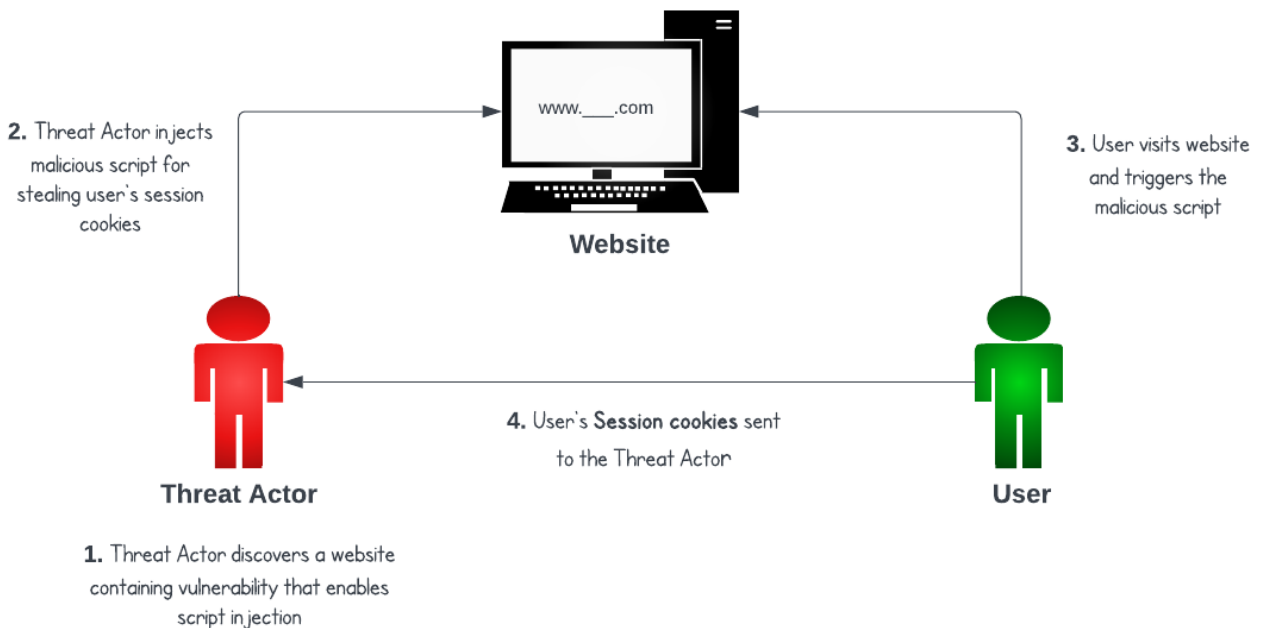 www.___.com
2. Threat Actor injects
malicious script for
stealing user's session
cookies
3. User visits website
and triggers the
malicious script
Website
4. User's Session cookies sent
to the Threat Actor
Threat Actor
User
1. Threat Actor discovers a website
containing vulnerability that enables
script injection